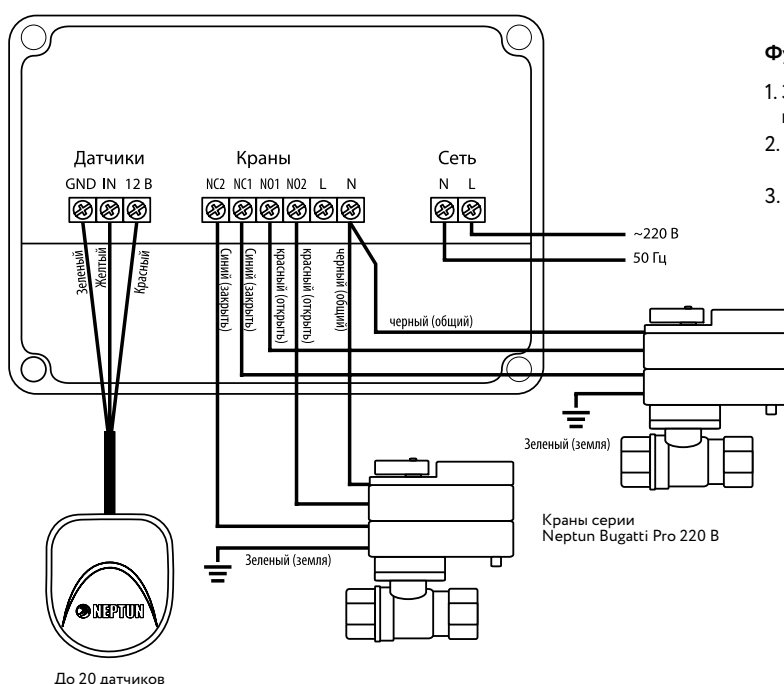 Фу
1. З
2.
3.
Датчики
Краны
Сеть
GND IN 12 В
NC2 NC1 NO1 NO2 L N
N L
~220 В
50 Гц
Зеленый
Желтый
Красный
Синий (закрыть)
Синий (закрыть)
красный (открыть)
красный (открыть)
черный (общий)
черный (общий)
Зеленый (земля)
Краны серии
Neptun Bugatti Pro 220 В
Зеленый (земля)
NEPTUN
До 20 датчиков